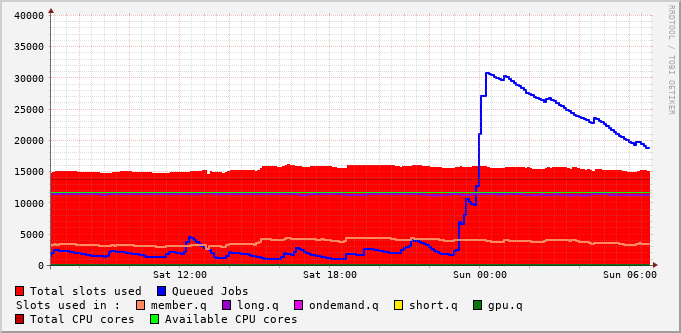 40000
35000
30000
25000
20000
15000
10000
5000
0
Sat 12:00 Sat 18:00 Sun 00:00 Sun 06:00
Total slots used Queued Jobs
Slots used in : member.q long.q ondemand.q short.q gpu.q
Total CPU cores Available CPU cores
RRDTOOL / TOBI OETIKER